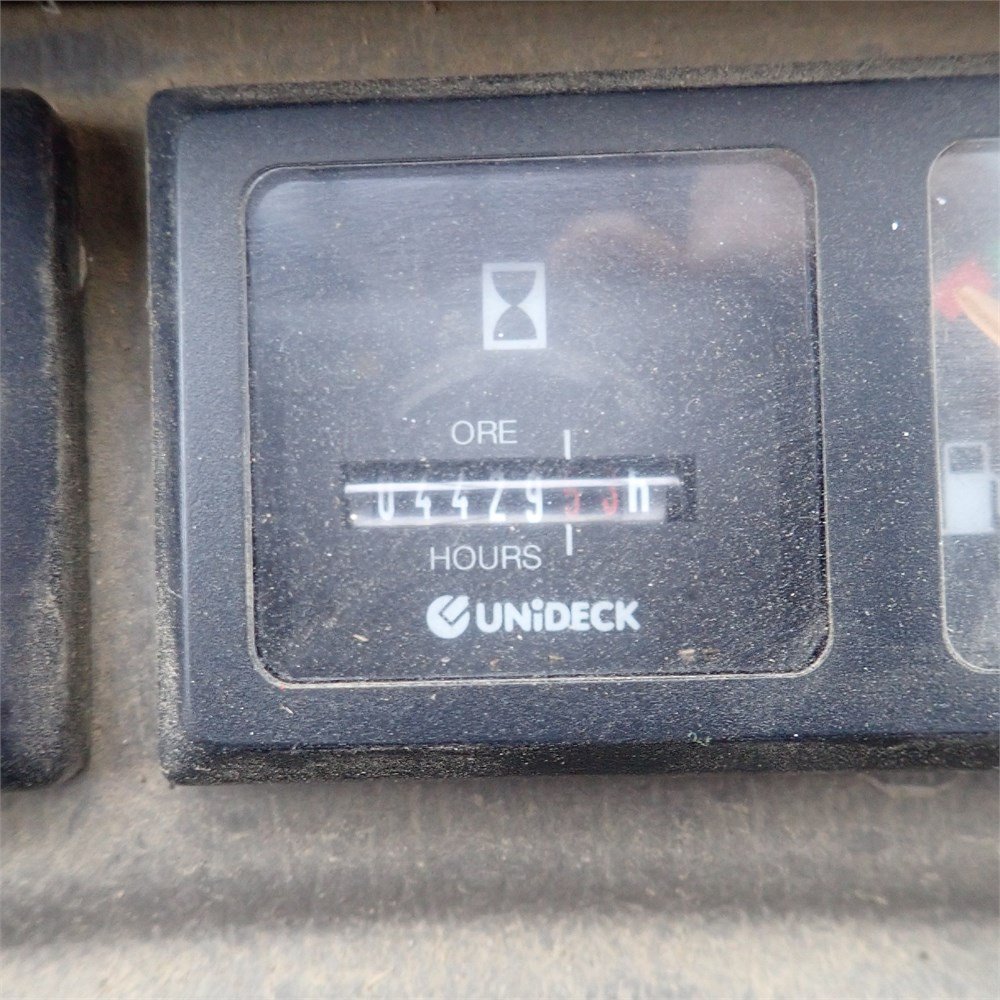 ORE
04429 h
HOURS
UNiDECK